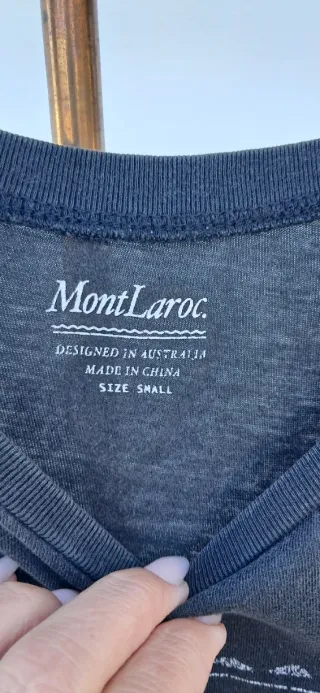 MontLaroc.
DESIGNED IN AUSTRALIA
MADE IN CHINA
SIZE SMALL